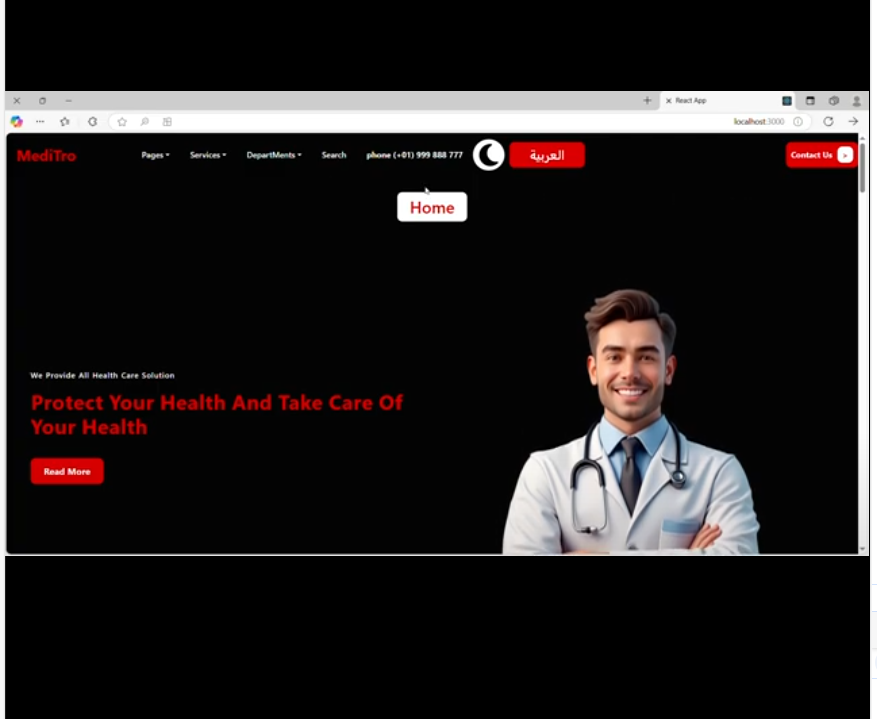 React App
localhost:3000
MediTro
Pages
Services
DepartMents
Search
phone (+01) 999 888 777
العربية
Contact Us
Home
We Provide All Health Care Solution
Protect Your Health And Take Care Of
Your Health
Read More